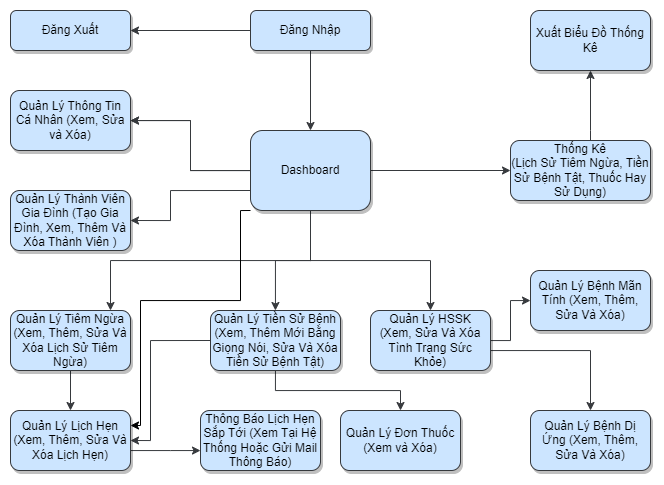 Đăng Xuất
Đăng Nhập
Xuất Biểu Đồ Thống
Kê
Quản Lý Thông Tin
Cá Nhân (Xem, Sửa
và Xóa)
Dashboard
Thống Kê
(Lịch Sử Tiêm Ngừa, Tiền
Sử Bệnh Tật, Thuốc Hay
Sử Dụng)
Quản Lý Thành Viên
Gia Đình (Tạo Gia
Đình, Xem, Thêm Và
Xóa Thành Viên )
Quản Lý Tiêm Ngừa
(Xem, Thêm, Sửa Và
Xóa Lịch Sử Tiêm
Ngừa)
Quản Lý Tiền Sử Bệnh
(Xem, Thêm Mới Bằng
Giọng Nói, Sửa Và Xóa
Tiền Sử Bệnh Tật)
Quản Lý HSSK
(Xem, Sửa Và Xóa
Tình Trạng Sức
Khỏe)
Quản Lý Bệnh Mãn
Tính (Xem, Thêm,
Sửa Và Xóa)
Quản Lý Lịch Hẹn
(Xem, Thêm, Sửa Và
Xóa Lịch Hẹn)
Thông Báo Lịch Hẹn
Sắp Tới (Xem Tại Hệ
Thống Hoặc Gửi Mail
Thông Báo)
Quản Lý Đơn Thuốc
(Xem và Xóa)
Quản Lý Bệnh Dị
Ứng (Xem, Thêm,
Sửa Và Xóa)